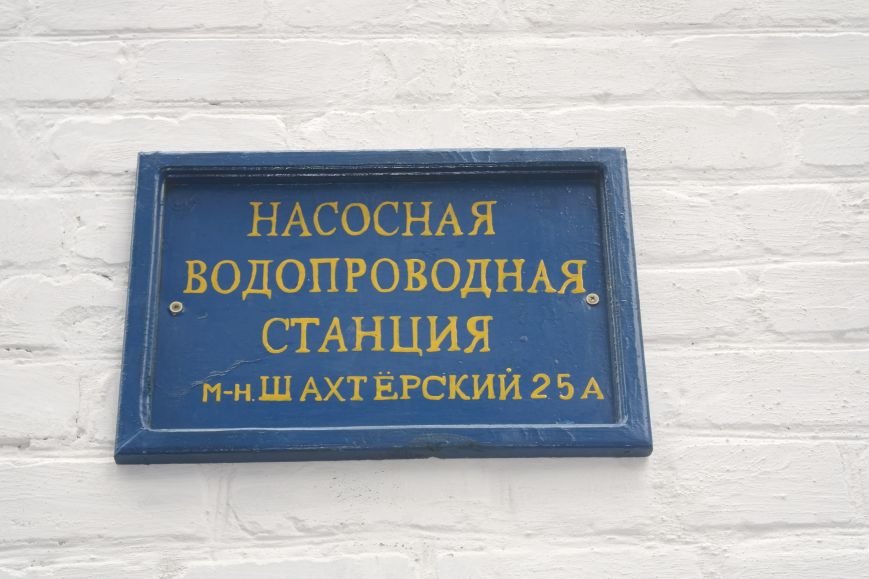 НАСОСНАЯ
ВОДОПРОВОДНАЯ
СТАНЦИЯ
м-н. ШАХТЁРСКИЙ 25А